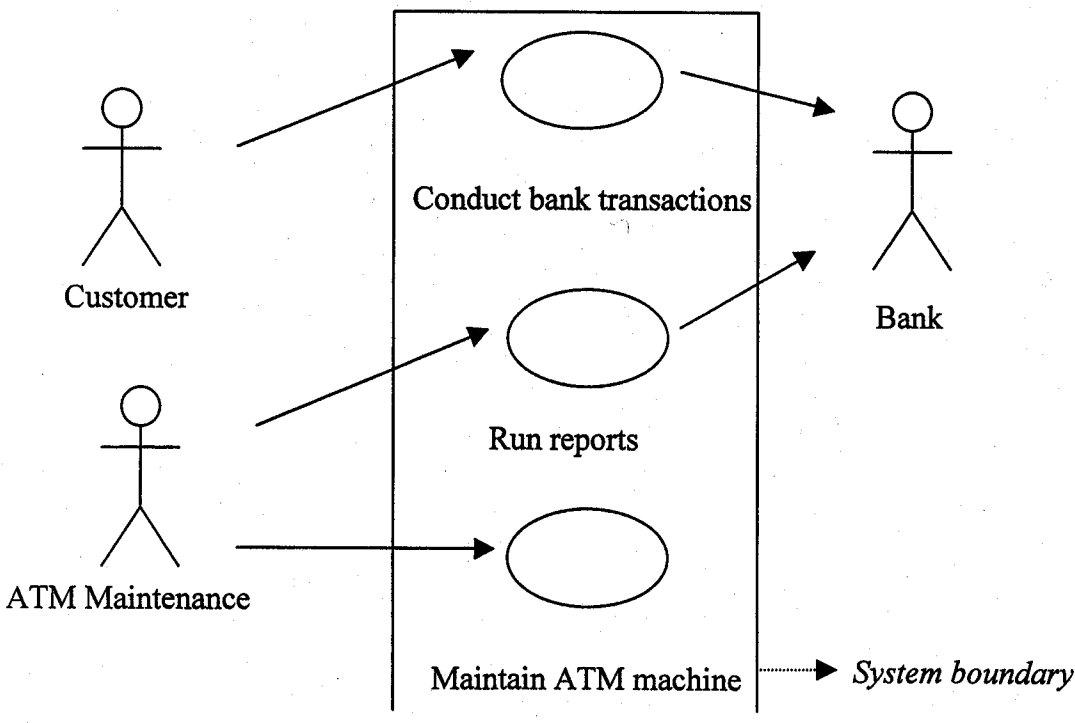 Conduct bank transactions
Customer
Bank
Run reports
ATM Maintenance
Maintain ATM machine
System boundary